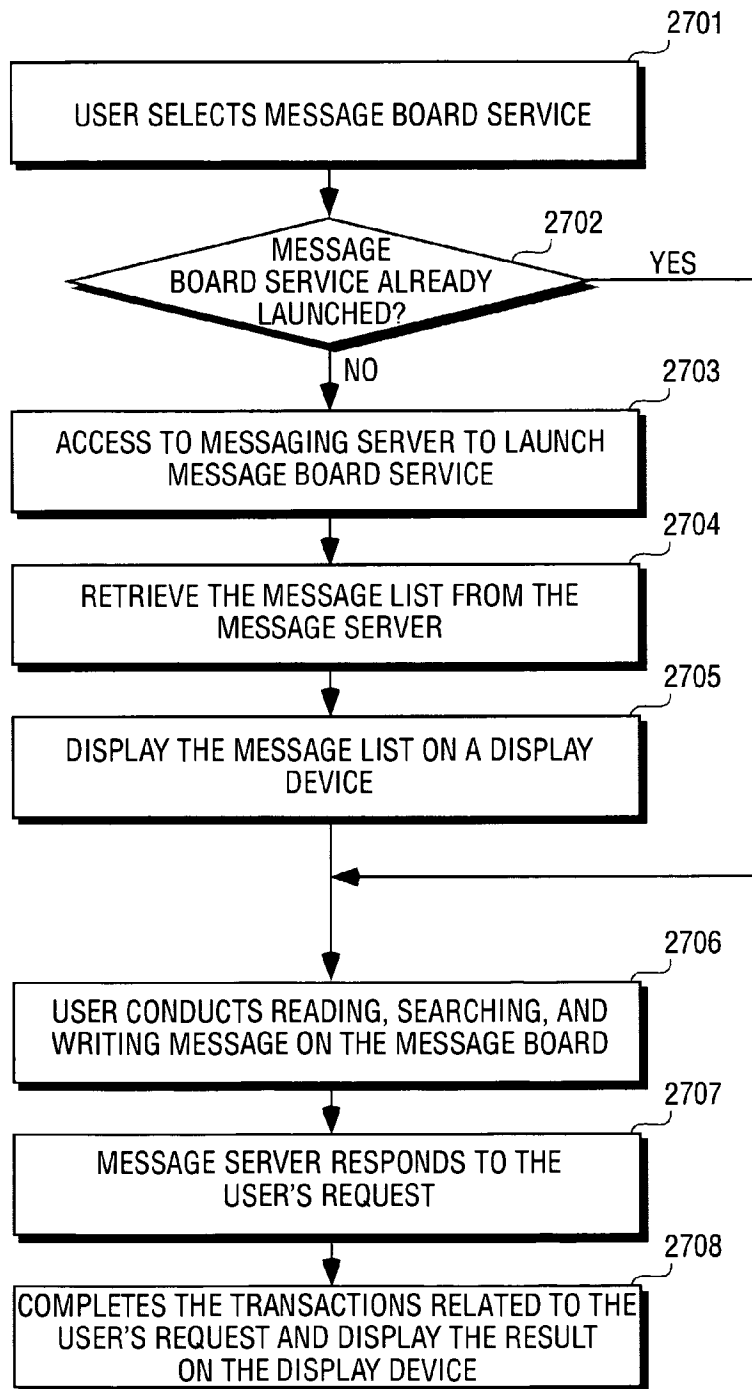 2701
USER SELECTS MESSAGE BOARD SERVICE
2702
MESSAGE
BOARD SERVICE ALREADY
LAUNCHED?
YES
NO
2703
ACCESS TO MESSAGING SERVER TO LAUNCH
MESSAGE BOARD SERVICE
2704
RETRIEVE THE MESSAGE LIST FROM THE
MESSAGE SERVER
2705
DISPLAY THE MESSAGE LIST ON A DISPLAY
DEVICE
2706
USER CONDUCTS READING, SEARCHING, AND
WRITING MESSAGE ON THE MESSAGE BOARD
2707
MESSAGE SERVER RESPONDS TO THE
USER'S REQUEST
2708
COMPLETES THE TRANSACTIONS RELATED TO THE
USER'S REQUEST AND DISPLAY THE RESULT
ON THE DISPLAY DEVICE